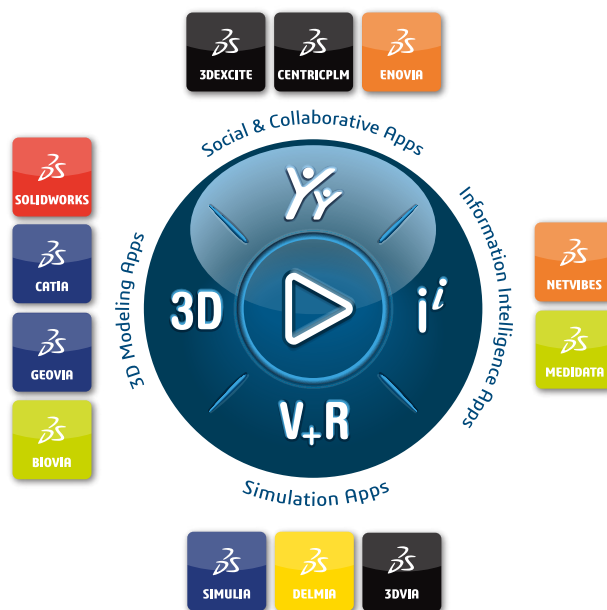 3DEXCITE
CENTRICPLM
ENOVIA
Social & Collaborative Apps
SOLIDWORKS
CATIA
GEOVIA
BIOVIA
3D Modeling Apps
3D
i i
V+R
Information Intelligence Apps
NETVIBES
MEDIDATA
Simulation Apps
SIMULIA
DELMIA
3DVIA